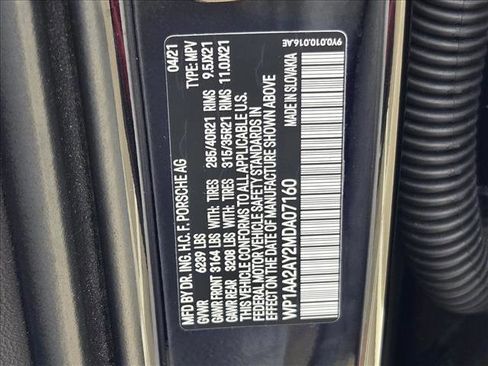 MFD BY DR. ING. H.C. F. PORSCHE AG 04/21
GVWR 6239 LBS TYPE: MPV
GAWR FRONT 3164 LBS WITH: TIRES 285/40R21 RIMS 9.5JX21
GAWR REAR 3208 LBS WITH: TIRES 315/35R21 RIMS 11.0JX21
THIS VEHICLE CONFORMS TO ALL APPLICABLE U.S.
FEDERAL MOTOR VEHICLE SAFETY STANDARDS IN
EFFECT ON THE DATE OF MANUFACTURE SHOWN ABOVE
WP1AA2AY2MDA07160 MADE IN SLOVAKIA
9Y0.010.016.AE